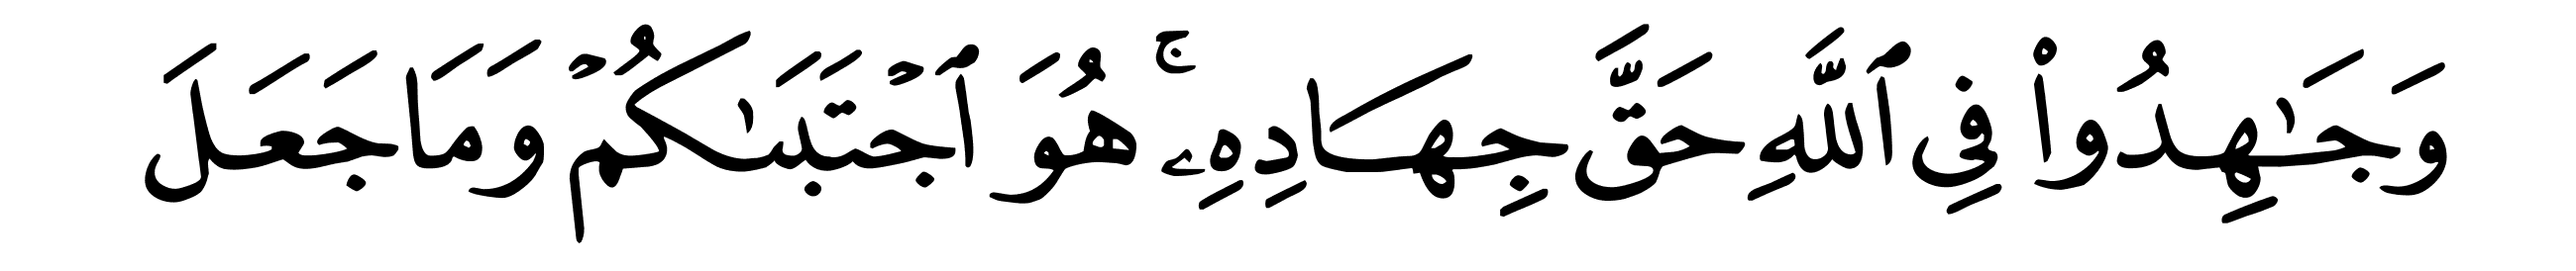 وَجَـٰهِدُوا۟ فِى ٱللَّهِ حَقَّ جِهَادِهِۦ ۚ هُوَ ٱجْتَبَىٰكُمْ وَمَا جَعَلَ